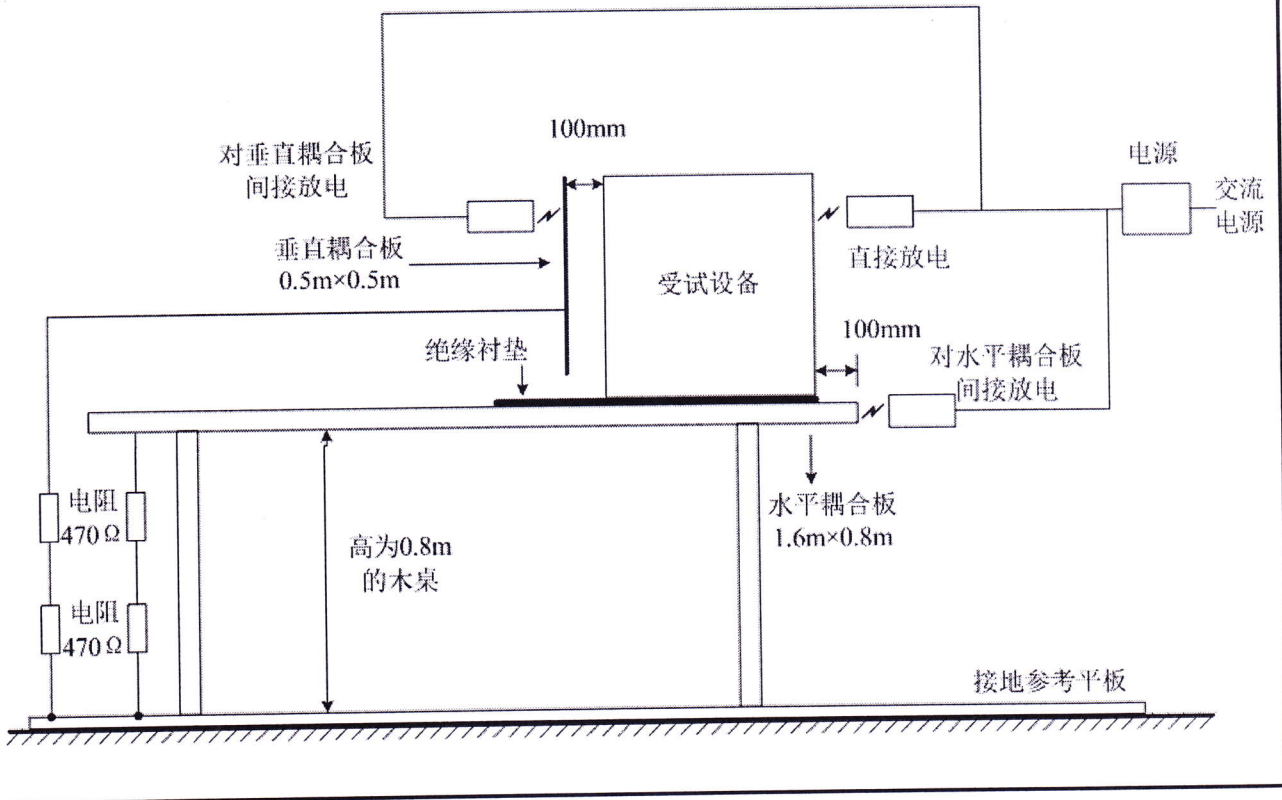 100mm
对垂直耦合板
间接放电
电源
交流
电源
垂直耦合板
0.5m×0.5m
直接放电
受试设备
100mm
绝缘衬垫
对水平耦合板
间接放电
电阻
470Ω
水平耦合板
1.6m×0.8m
高为0.8m
的木桌
电阻
470Ω
接地参考平板